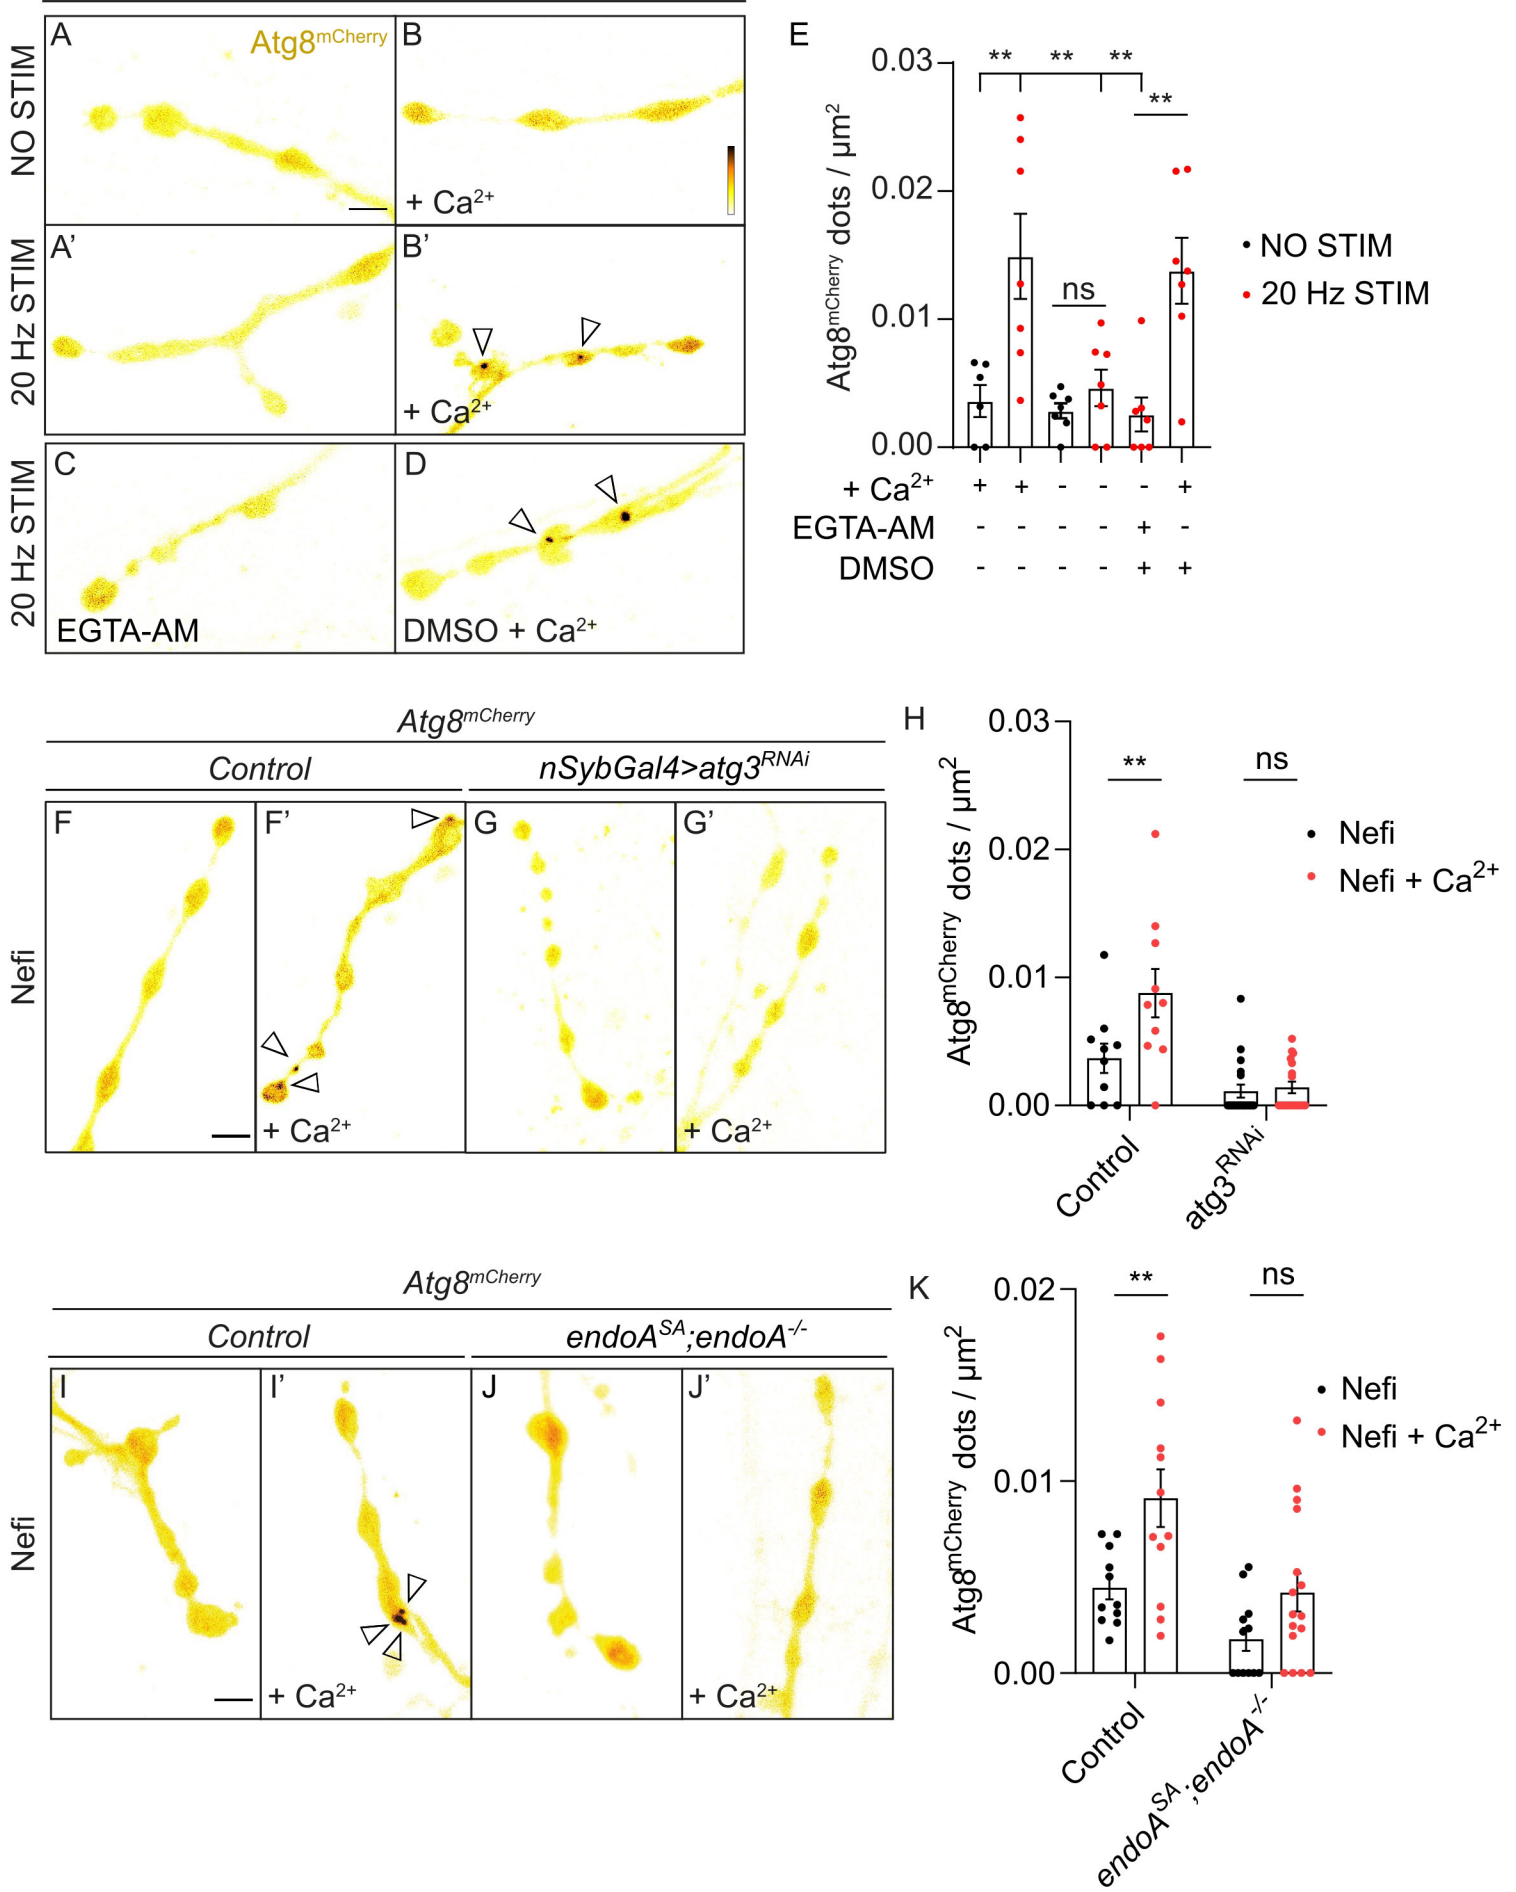 A
Atg8mCherry
B
NO STIM
+ Ca2+
A’
B’
20 Hz STIM
+ Ca2+
C
D
20 Hz STIM
EGTA-AM
DMSO + Ca2+
E
Atg8mCherry dots / µm2
0.03
0.02
0.01
0.00
** ** **
**
ns
NO STIM
20 Hz STIM
+ Ca2+ + + - - - +
EGTA-AM - - - - + -
DMSO - - - - + +
Atg8mCherry
Control
nSybGal4>atg3RNAi
F
F’
G
G’
Nefi
+ Ca2+
+ Ca2+
H
Atg8mCherry dots / µm2
0.03
0.02
0.01
0.00
**
ns
Nefi
Nefi + Ca2+
Control
atg3RNAi
Atg8mCherry
Control
endoASA;endoA-/-
I
I’
J
J’
Nefi
+ Ca2+
+ Ca2+
K
Atg8mCherry dots / µm2
0.02
0.01
0.00
**
ns
Nefi
Nefi + Ca2+
Control
endoASA;endoA-/-